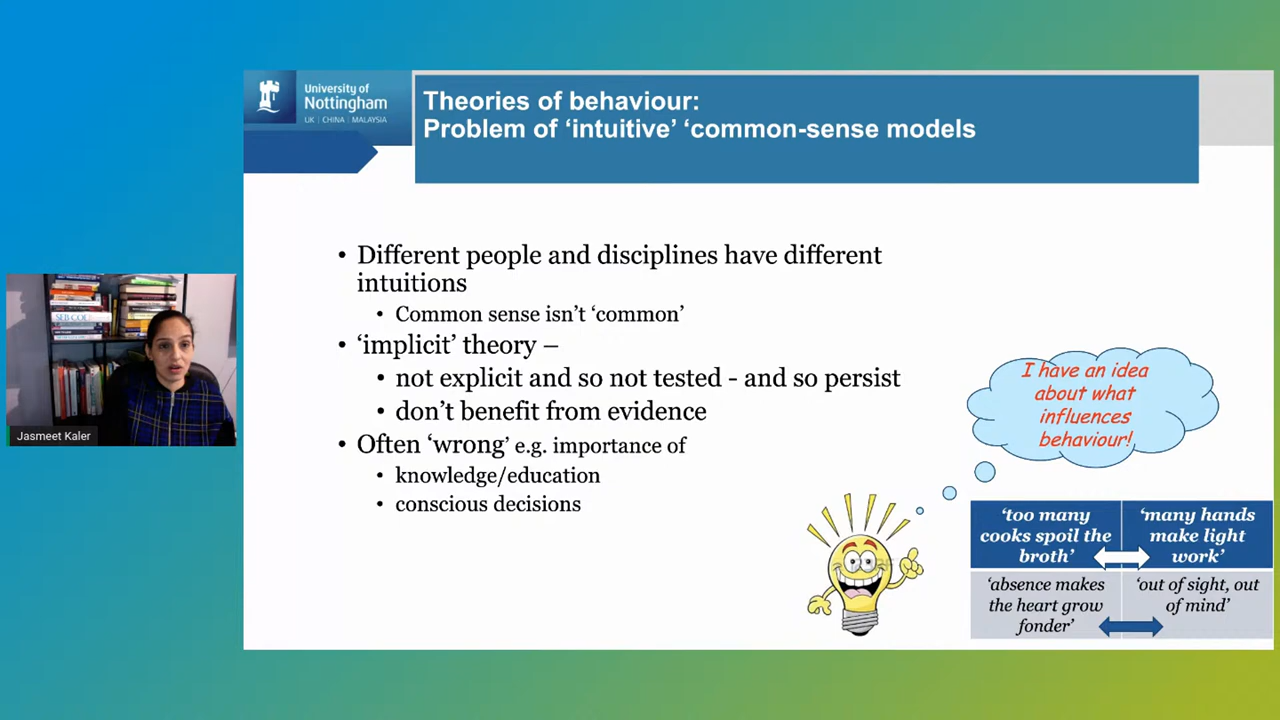 University of
Nottingham
UK | CHINA | MALAYSIA
Theories of behaviour:
Problem of ‘intuitive’ ‘common-sense models
• Different people and disciplines have different
intuitions
• Common sense isn’t ‘common’
• ‘implicit’ theory –
• not explicit and so not tested - and so persist
• don’t benefit from evidence
• Often ‘wrong’ e.g. importance of
• knowledge/education
• conscious decisions
I have an idea
about what
influences
behaviour!
‘too many
cooks spoil the
broth’
‘many hands
make light
work’
‘absence makes
the heart grow
fonder’
‘out of sight, out
of mind’
Jasmeet Kaler